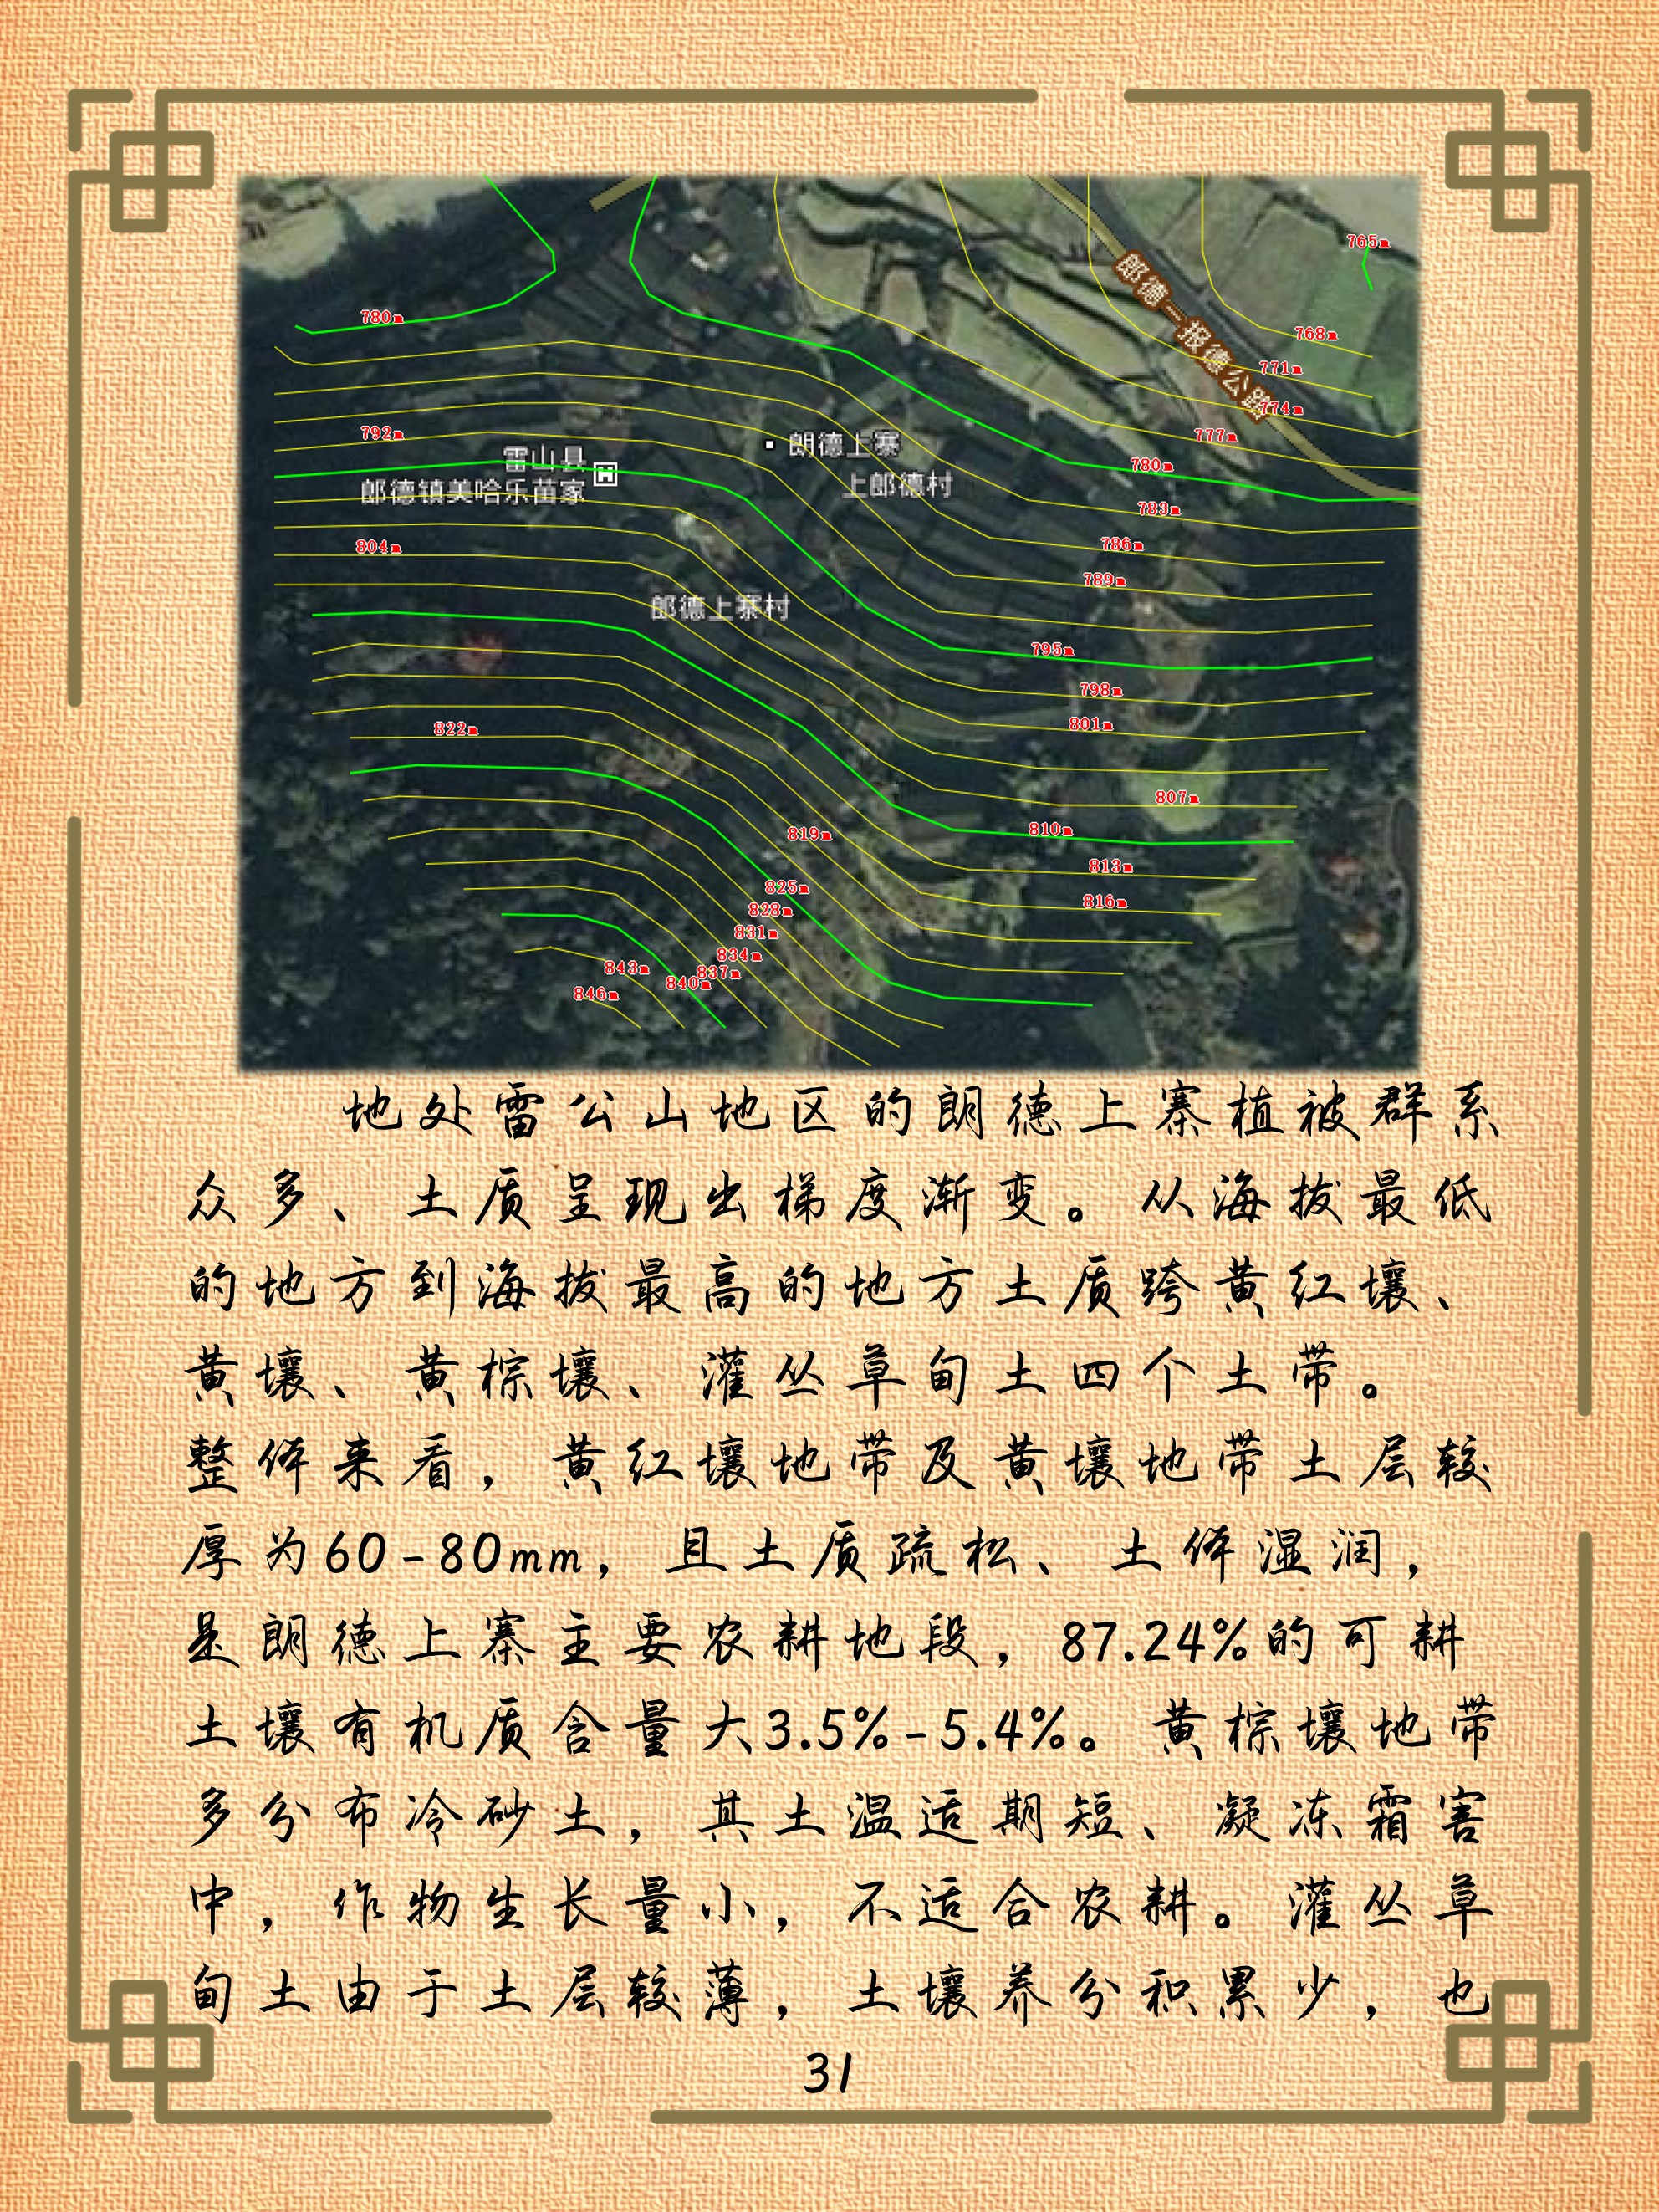 765m
780m
768m
771m
774m
郎德—报德公路
792m
777m
朗德上寨
780m
雷山县
郎德镇美哈乐苗家
上郎德村
783m
804m
786m
789m
郎德上寨村
795m
798m
801m
822m
807m
819m
810m
813m
825m
816m
828m
831m
834m
843m
837m
840m
846m
地处雷公山地区的朗德上寨植被群系
众多、土质呈现出梯度渐变。从海拔最低
的地方到海拔最高的地方土质跨黄红壤、
黄壤、黄棕壤、灌丛草甸土四个土带。
整体来看，黄红壤地带及黄壤地带土层较
厚为60-80mm，且土质疏松、土体湿润，
是朗德上寨主要农耕地段，87.24%的可耕
土壤有机质含量大3.5%-5.4%。黄棕壤地带
多分布冷砂土，其土温适期短、凝冻霜害
中，作物生长量小，不适合农耕。灌丛草
甸土由于土层较薄，土壤养分积累少，也
31